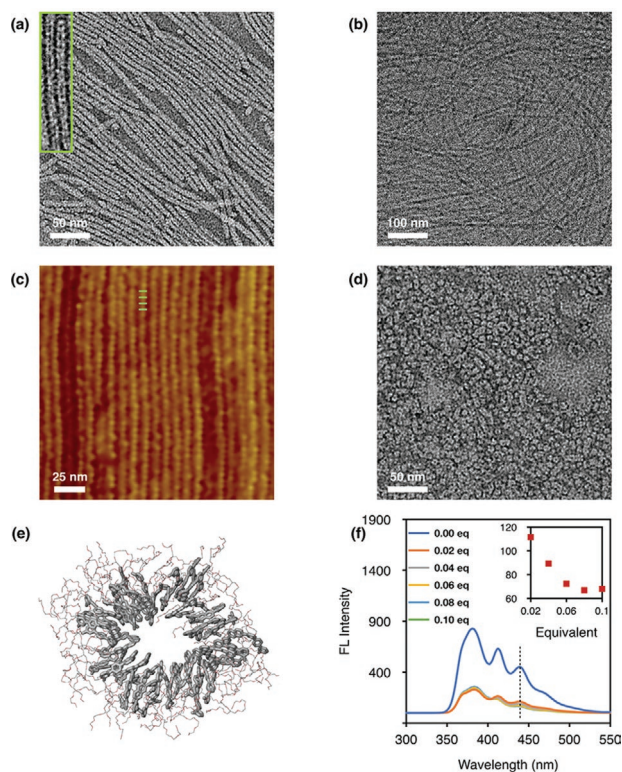 (a)
50 nm
(b)
100 nm
(c)
25 nm
(d)
50 nm
(e)
(f)
1900
1400
900
400
FL Intensity
0.00 eq
0.02 eq
0.04 eq
0.06 eq
0.08 eq
0.10 eq
120
100
80
60
0.02 0.06 0.1
Equivalent
300 350 400 450 500 550
Wavelength (nm)